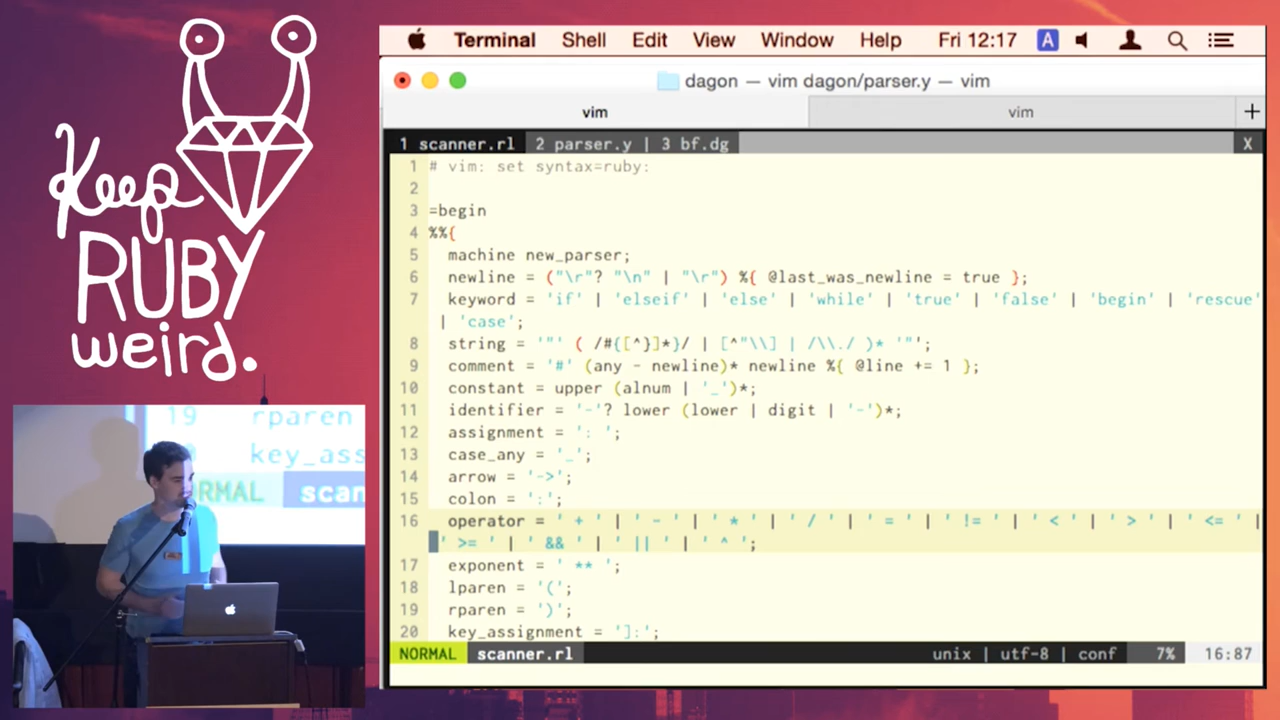 Keep
RUBY
weird.
Terminal Shell Edit View Window Help Fri 12:17 A
dagon — vim dagon/parser.y — vim
vim vim +
1 scanner.rl 2 parser.y | 3 bf.dg X
1 # vim: set syntax=ruby:
2
3 =begin
4 %%{
5 machine new_parser;
6 newline = ("\r"? "\n" | "\r") %{ @last_was_newline = true };
7 keyword = 'if' | 'elseif' | 'else' | 'while' | 'true' | 'false' | 'begin' | 'rescue'
| 'case';
8 string = '"' ( /#{[^}]*}/ | [^"\\] | /\\./ )* '"';
9 comment = '#' (any - newline)* newline %{ @line += 1 };
10 constant = upper (alnum | '_')*;
11 identifier = '-'? lower (lower | digit | '-')*;
12 assignment = ': ';
13 case_any = '_';
14 arrow = '->';
15 colon = ':';
16 operator = ' + ' | ' - ' | ' * ' | ' / ' | ' = ' | ' != ' | ' < ' | ' > ' | ' <= ' |
' >= ' | ' && ' | ' || ' | ' ^ ';
17 exponent = ' ** ';
18 lparen = '(';
19 rparen = ')';
20 key_assignment = ']:';
NORMAL scanner.rl unix | utf-8 | conf 7% 16:87
19 rparen
key_ass
RMAL scan